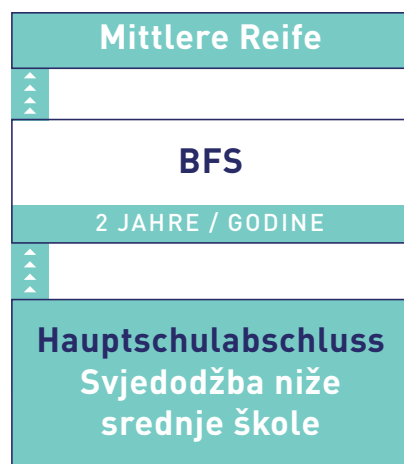 Mittlere Reife
BFS
2 JAHRE / GODINE
Hauptschulabschluss
Svjedodžba niže
srednje škole